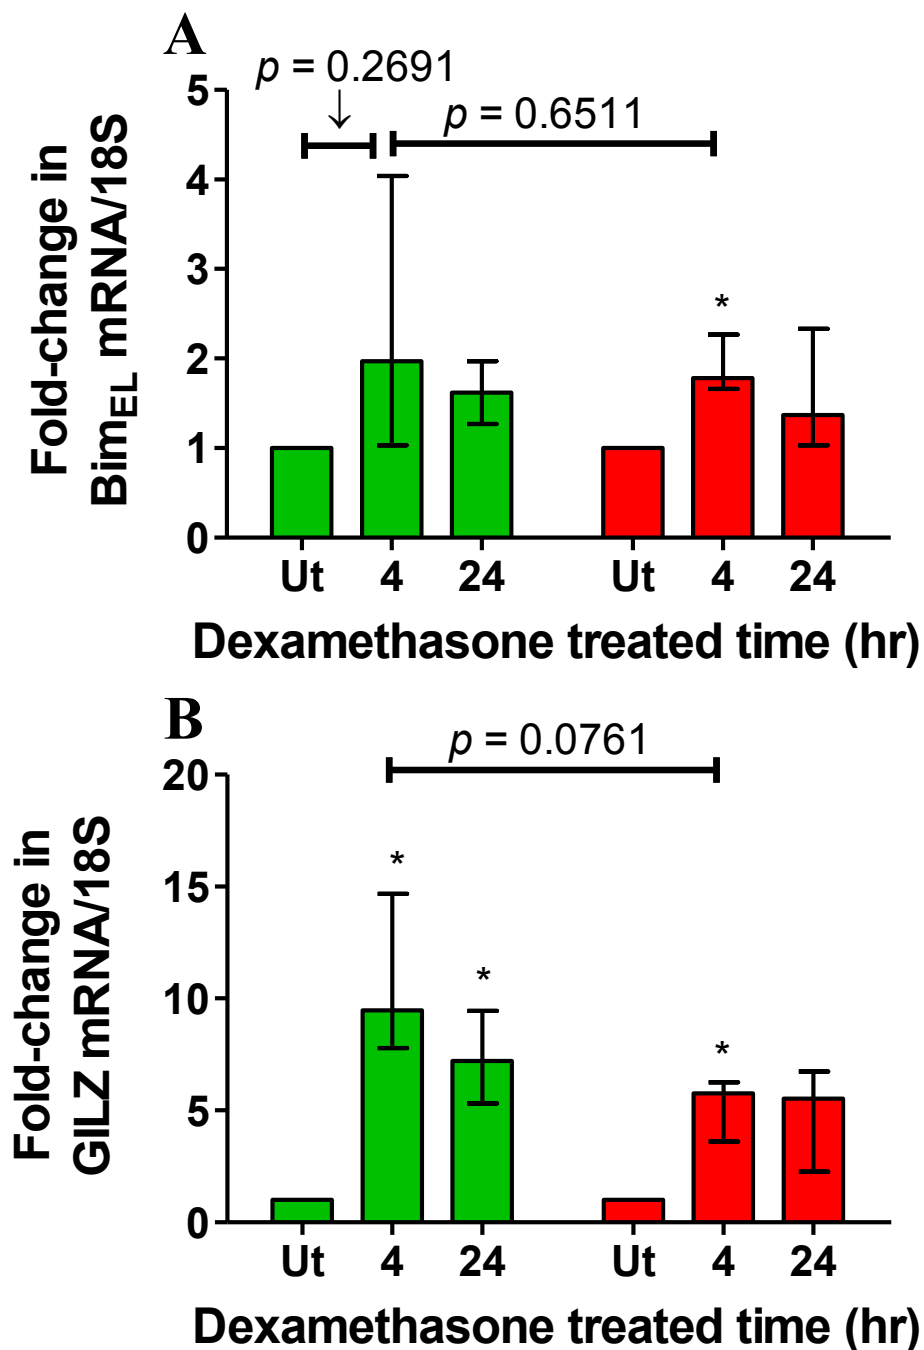 A
p = 0.2691
↓
p = 0.6511
Fold-change in
Bim_EL mRNA/18S
5
4
3
2
1
0
*
Ut 4 24 Ut 4 24
Dexamethasone treated time (hr)
B
p = 0.0761
Fold-change in
GILZ mRNA/18S
20
15
10
5
0
*
*
*
Ut 4 24 Ut 4 24
Dexamethasone treated time (hr)